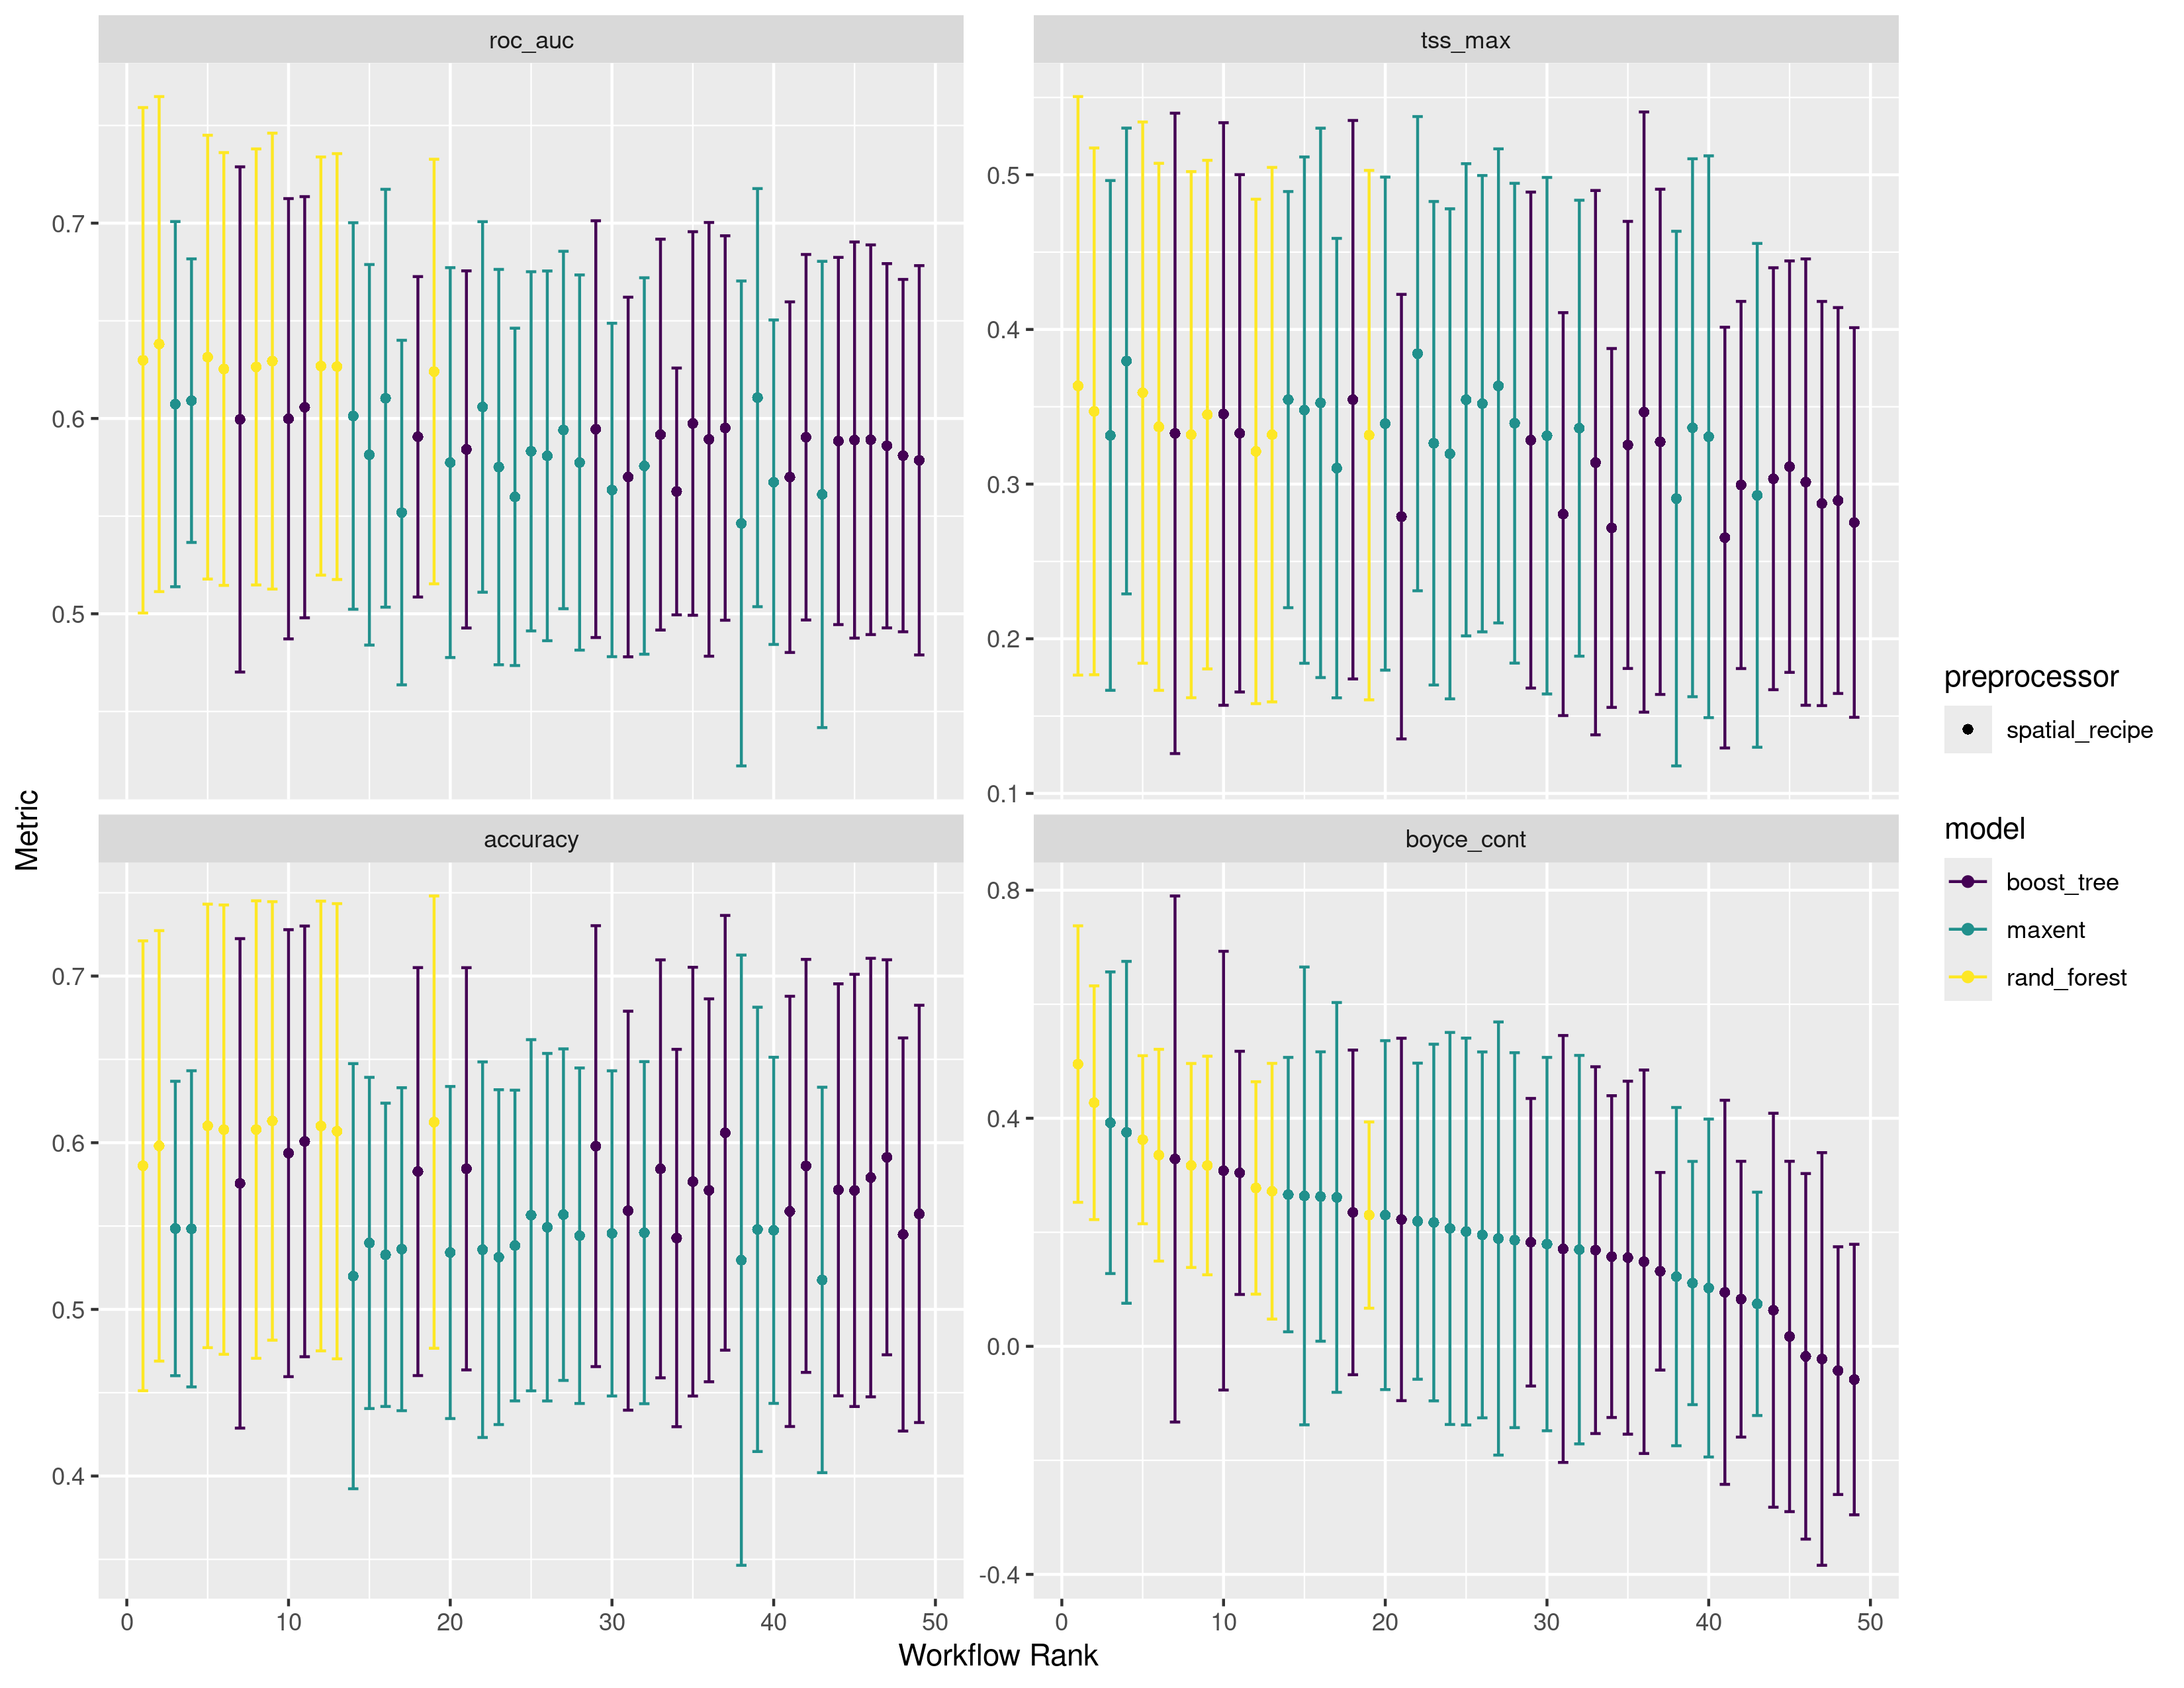 roc_auc
tss_max
0.7
0.6
0.5
0.5
0.4
0.3
0.2
0.1
Metric
accuracy
boyce_cont
0.7
0.6
0.5
0.4
0.8
0.4
0.0
-0.4
0 10 20 30 40 50
0 10 20 30 40 50
Workflow Rank
preprocessor
spatial_recipe
model
boost_tree
maxent
rand_forest